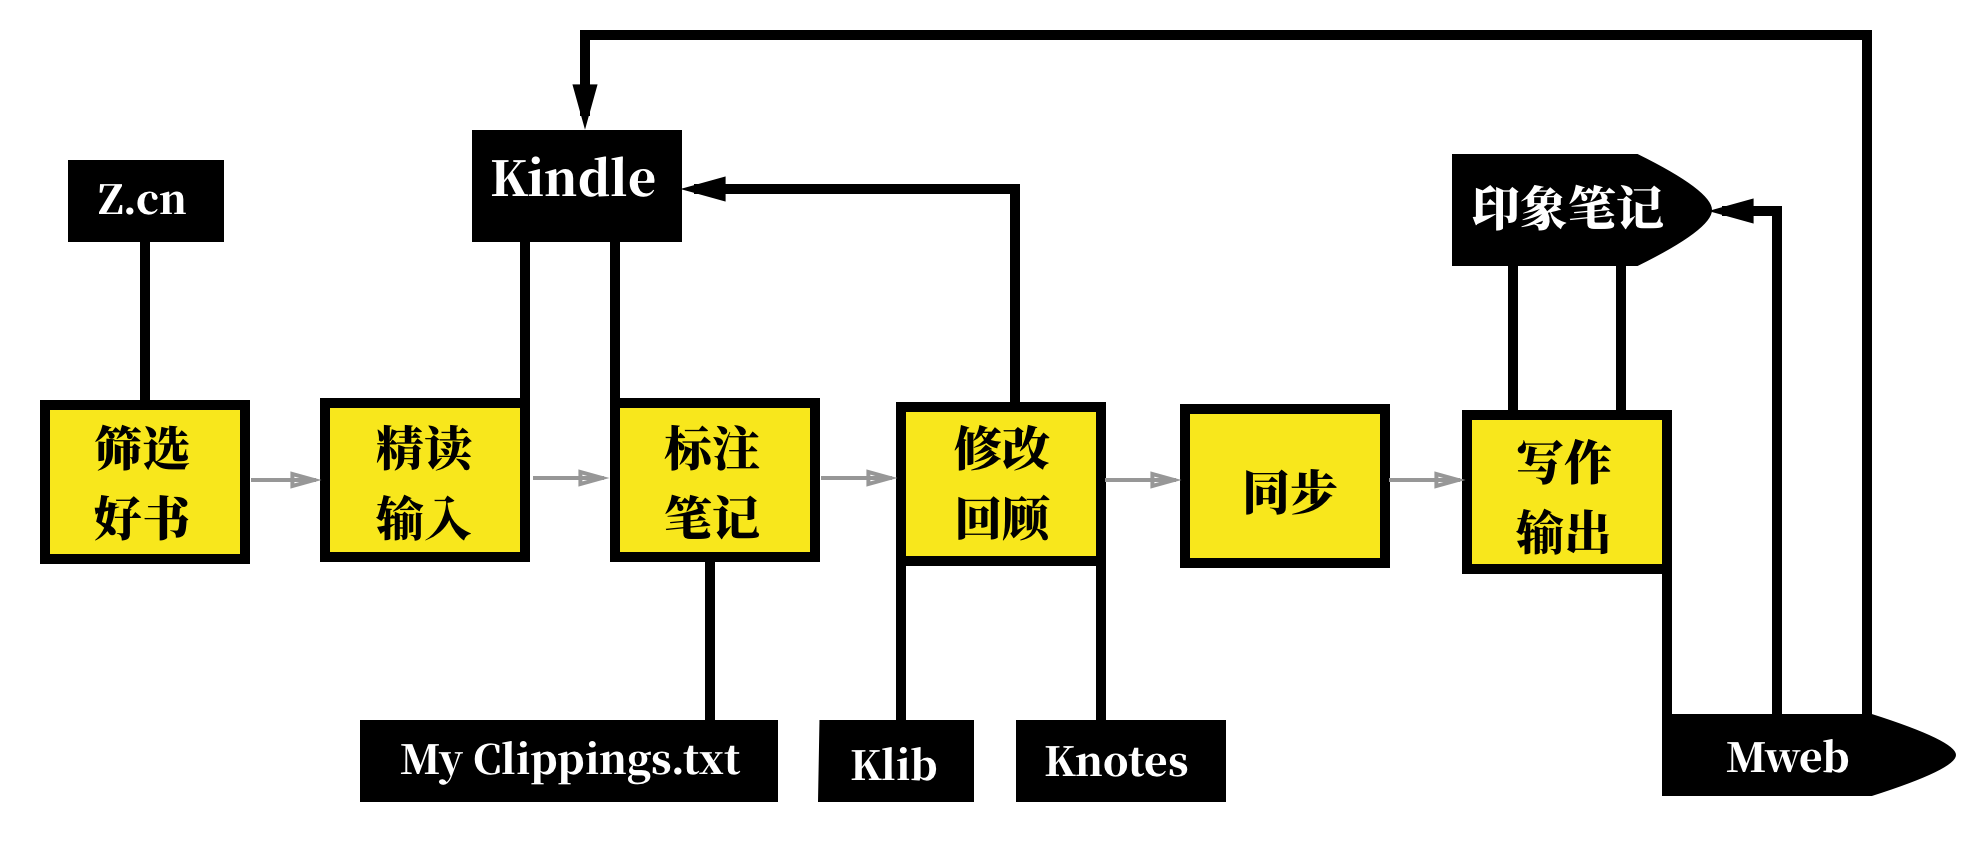 Kindle
Z.cn
印象笔记
筛选
好书
精读
输入
标注
笔记
修改
回顾
同步
写作
输出
My Clippings.txt
Klib
Knotes
Mweb